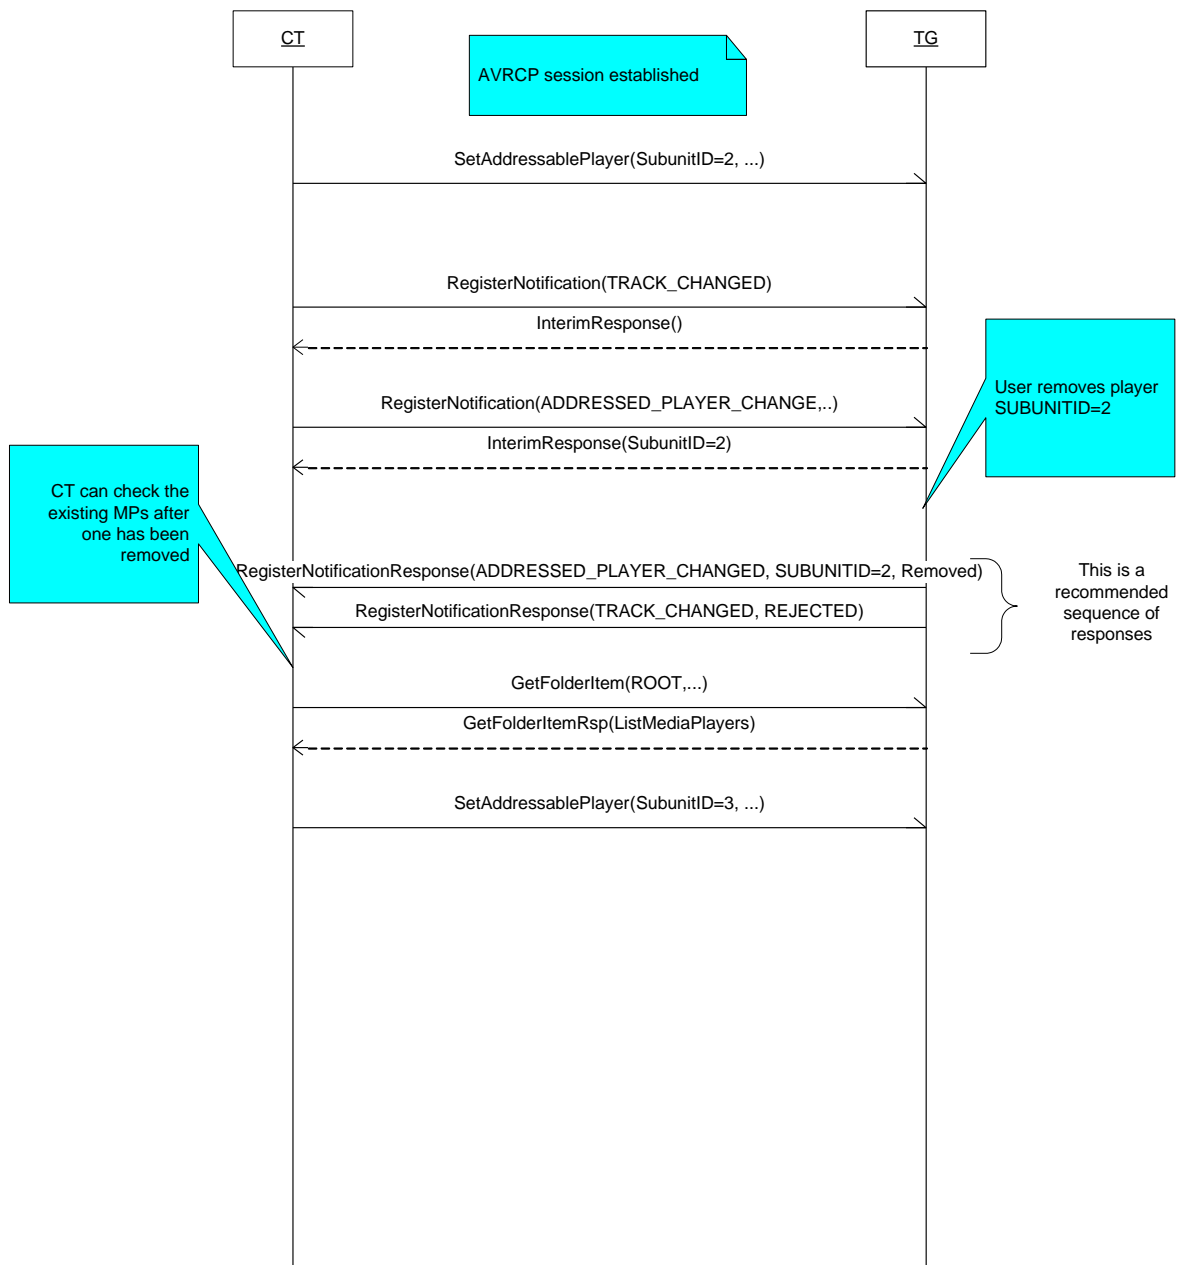 CT
TG
AVRCP session established
SetAddressablePlayer(SubunitID=2, ...)
RegisterNotification(TRACK_CHANGED)
InterimResponse()
User removes player
SUBUNITID=2
RegisterNotification(ADDRESSED_PLAYER_CHANGE,..)
InterimResponse(SubunitID=2)
CT can check the
existing MPs after
one has been
removed
RegisterNotificationResponse(ADDRESSED_PLAYER_CHANGED, SUBUNITID=2, Removed)
RegisterNotificationResponse(TRACK_CHANGED, REJECTED)
This is a
recommended
sequence of
responses
GetFolderItem(ROOT,...)
GetFolderItemRsp(ListMediaPlayers)
SetAddressablePlayer(SubunitID=3, ...)